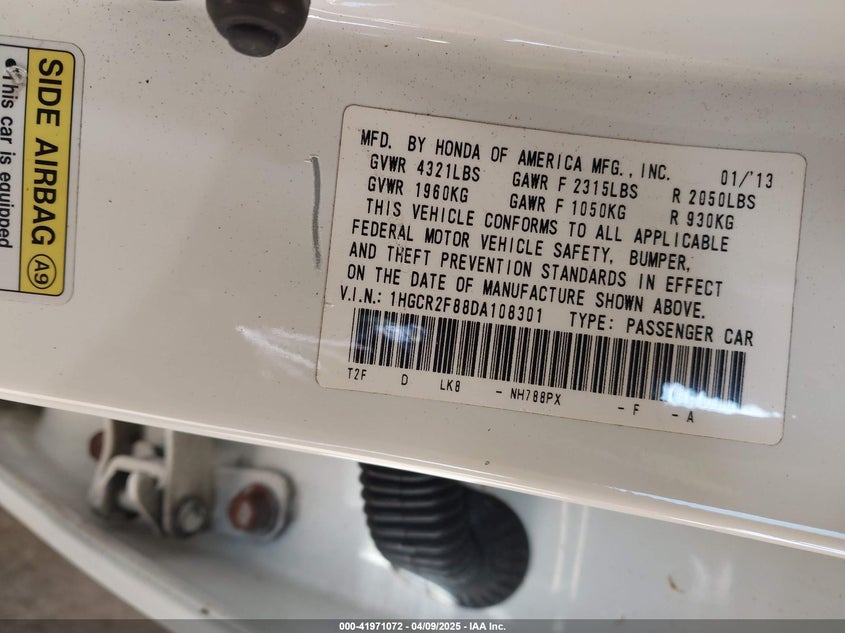 SIDE AIRBAG A9
This car is equipped
MFD. BY HONDA OF AMERICA MFG., INC. 01/'13
GVWR 4321LBS GAWR F 2315LBS R 2050LBS
GVWR 1960KG GAWR F 1050KG R 930KG
THIS VEHICLE CONFORMS TO ALL APPLICABLE
FEDERAL MOTOR VEHICLE SAFETY, BUMPER,
AND THEFT PREVENTION STANDARDS IN EFFECT
ON THE DATE OF MANUFACTURE SHOWN ABOVE.
V.I.N.: 1HGCR2F88DA108301 TYPE: PASSENGER CAR
T2F D LK8 - NH788PX - F - A
000-41971072 - 04/09/2025 - IAA Inc.